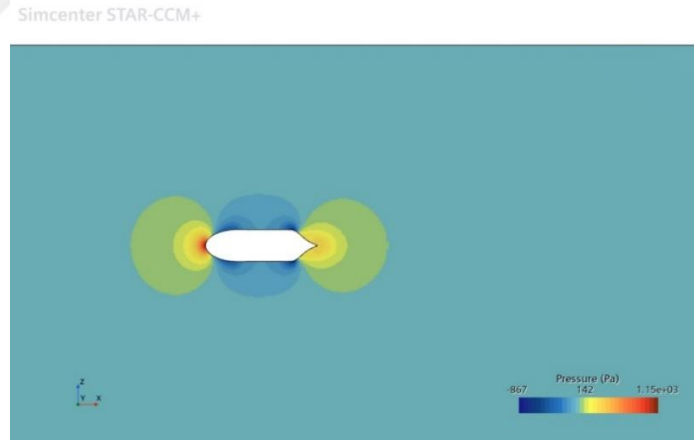 Simcenter STAR-CCM+
Z
Y X
Pressure (Pa)
-867 142 1.15e+03